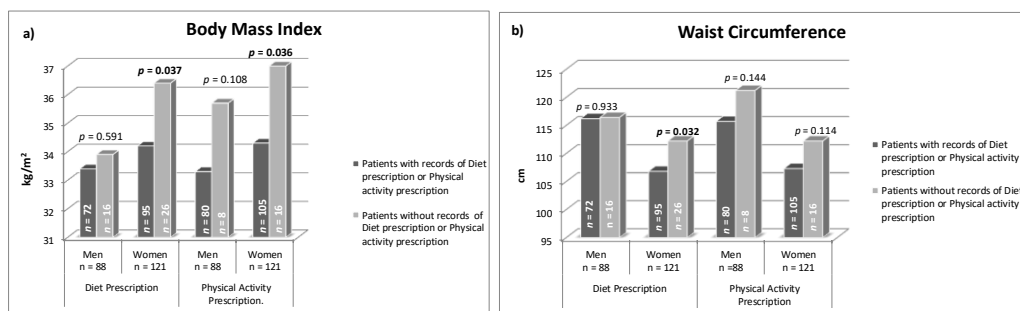 a)
Body Mass Index
kg/m²
37
36
35
34
33
32
31
p = 0.591
p = 0.037
p = 0.108
p = 0.036
n = 72
n = 16
n = 95
n = 26
n = 80
n = 8
n = 105
n = 16
Men
n = 88
Women
n = 121
Men
n = 88
Women
n = 121
Diet Prescription
Physical Activity
Prescription.
Patients with records of Diet
prescription or Physical
activity prescription
Patients without records of
Diet prescription or Physical
activity prescription
b)
Waist Circumference
cm
125
120
115
110
105
100
95
p = 0.933
p = 0.032
p = 0.144
p = 0.114
n = 72
n = 16
n = 95
n = 26
n = 80
n = 8
n = 105
n = 16
Men
n = 88
Women
n = 121
Men
n =88
Women
n = 121
Diet Prescription
Physical Activity
Prescription
Patients with records of Diet
prescription or Physical activity
prescription
Patients without records of Diet
prescription or Physical activity
prescription